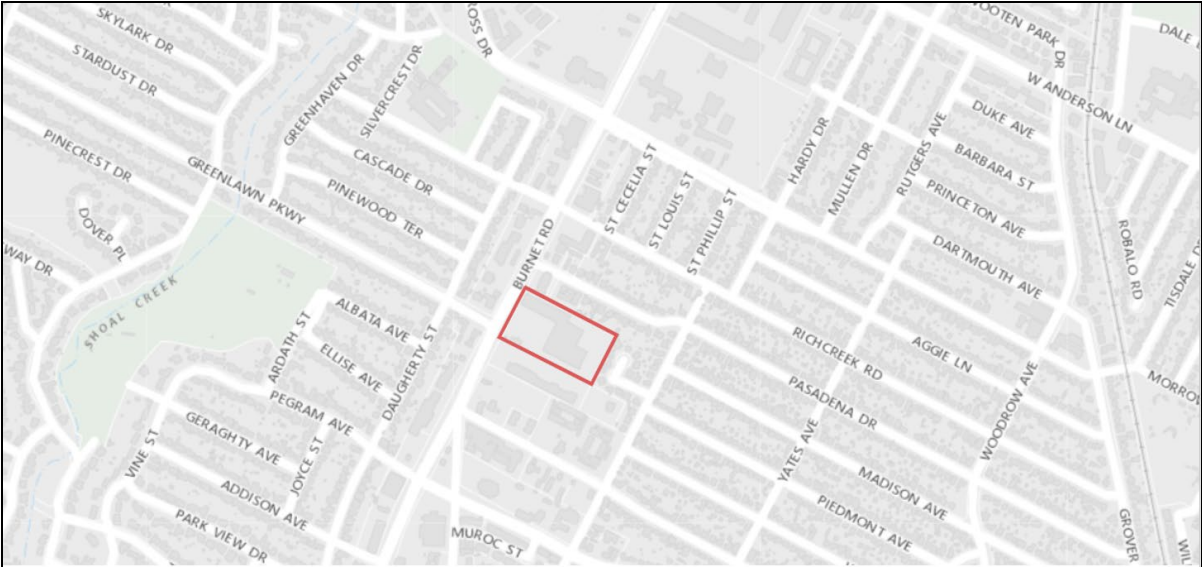 SKYLARK DR
STARDUST DR
PINECREST DR
GREENLAWN PKWY
DOVER PL
WAY DR
SHOAL CREEK
GREENHAVEN DR
SILVERCREST DR
CASCADE DR
PINEWOOD TER
ROSS DR
BURNET RD
ST CECELIA ST
ST LOUIS ST
ST PHILLIP ST
HARDY DR
MULLEN DR
RUTGERS AVE
WOOTEN PARK DR
W ANDERSON LN
DALE
DUKE AVE
BARBARA ST
PRINCETON AVE
DARTMOUTH AVE
ROBALO RD
TISDALE D
ALBATA AVE
ELLISE AVE
ARDATH ST
DAUGHERTY ST
PEGRAM AVE
GERAGHTY AVE
JOYCE ST
VINE ST
ADDISON AVE
PARK VIEW DR
MUROC ST
RICHCREEK RD
AGGIE LN
PASADENA DR
YATES AVE
WOODROW AVE
MADISON AVE
PIEDMONT AVE
MORROW
GROVER
WIL